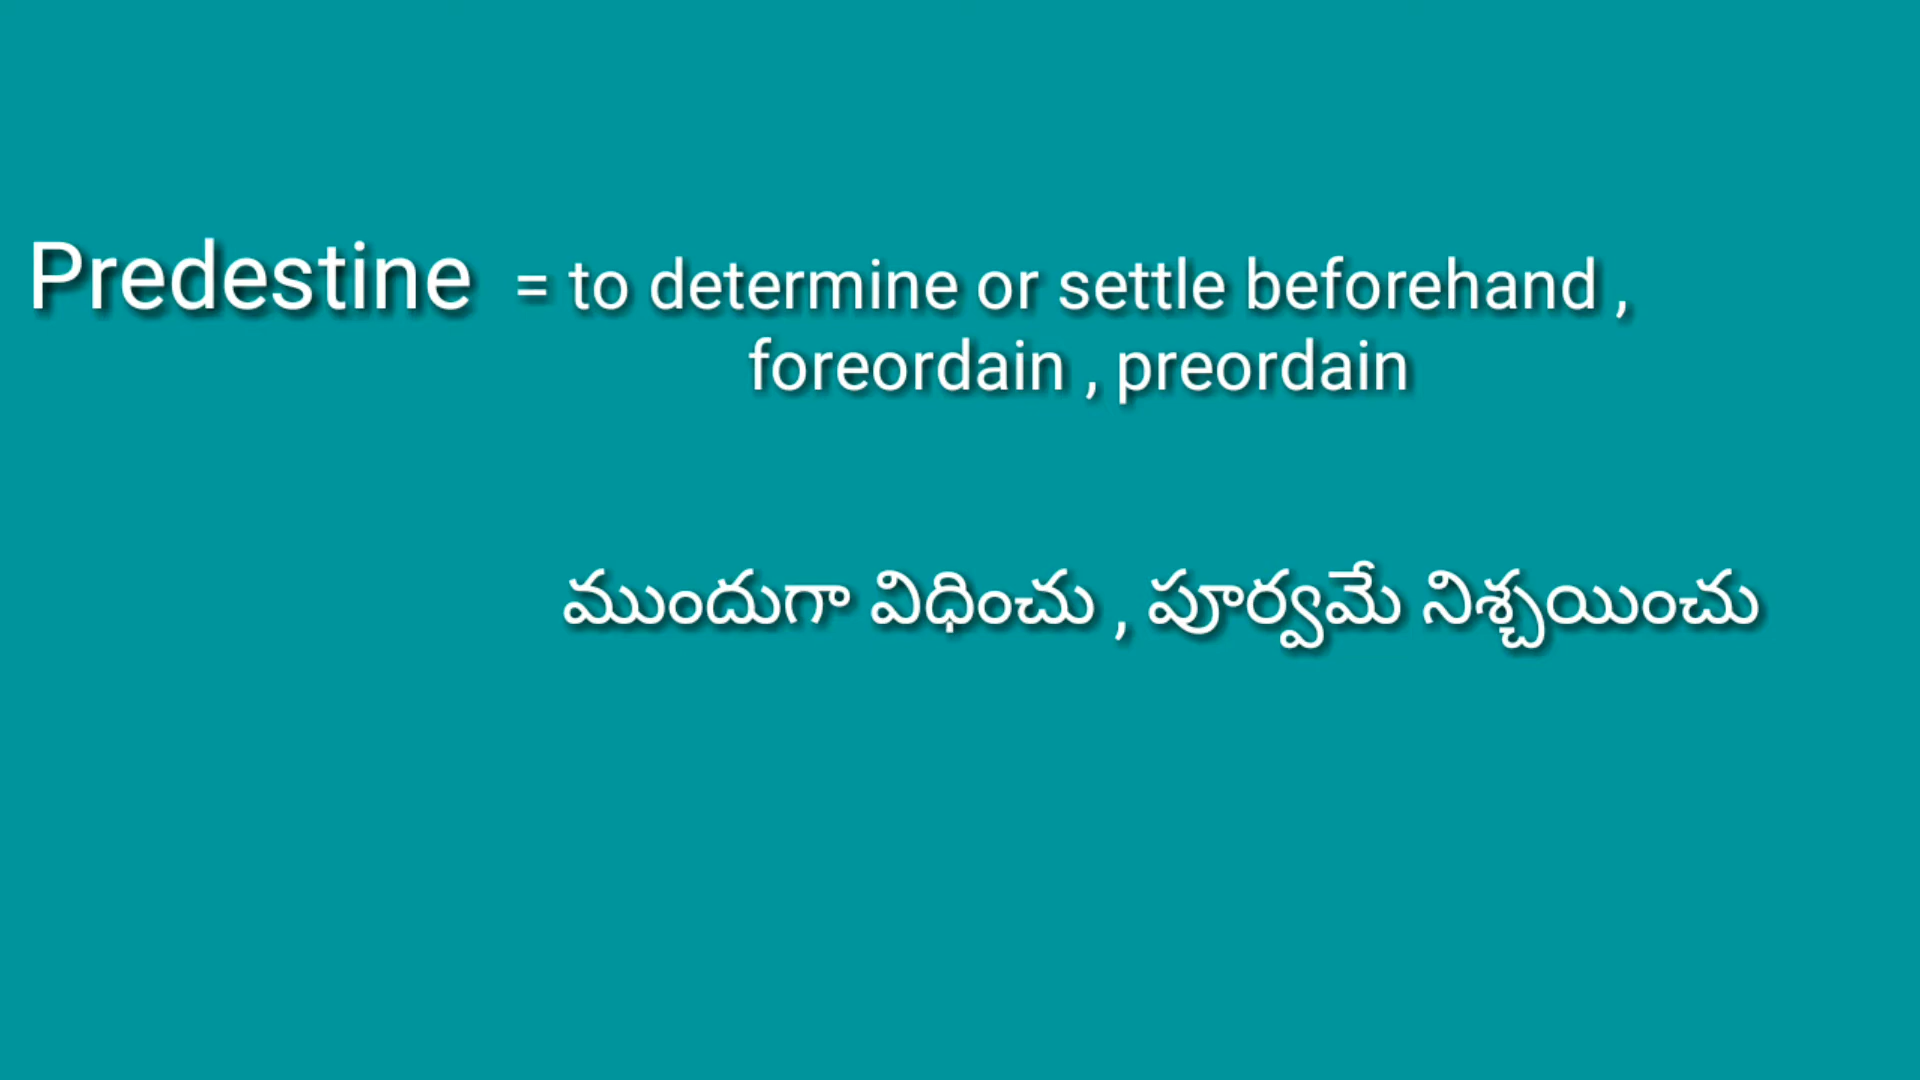 Predestine = to determine or settle beforehand ,
foreordain , preordain
ముందుగా విధించు , పూర్వమే నిశ్చయించు